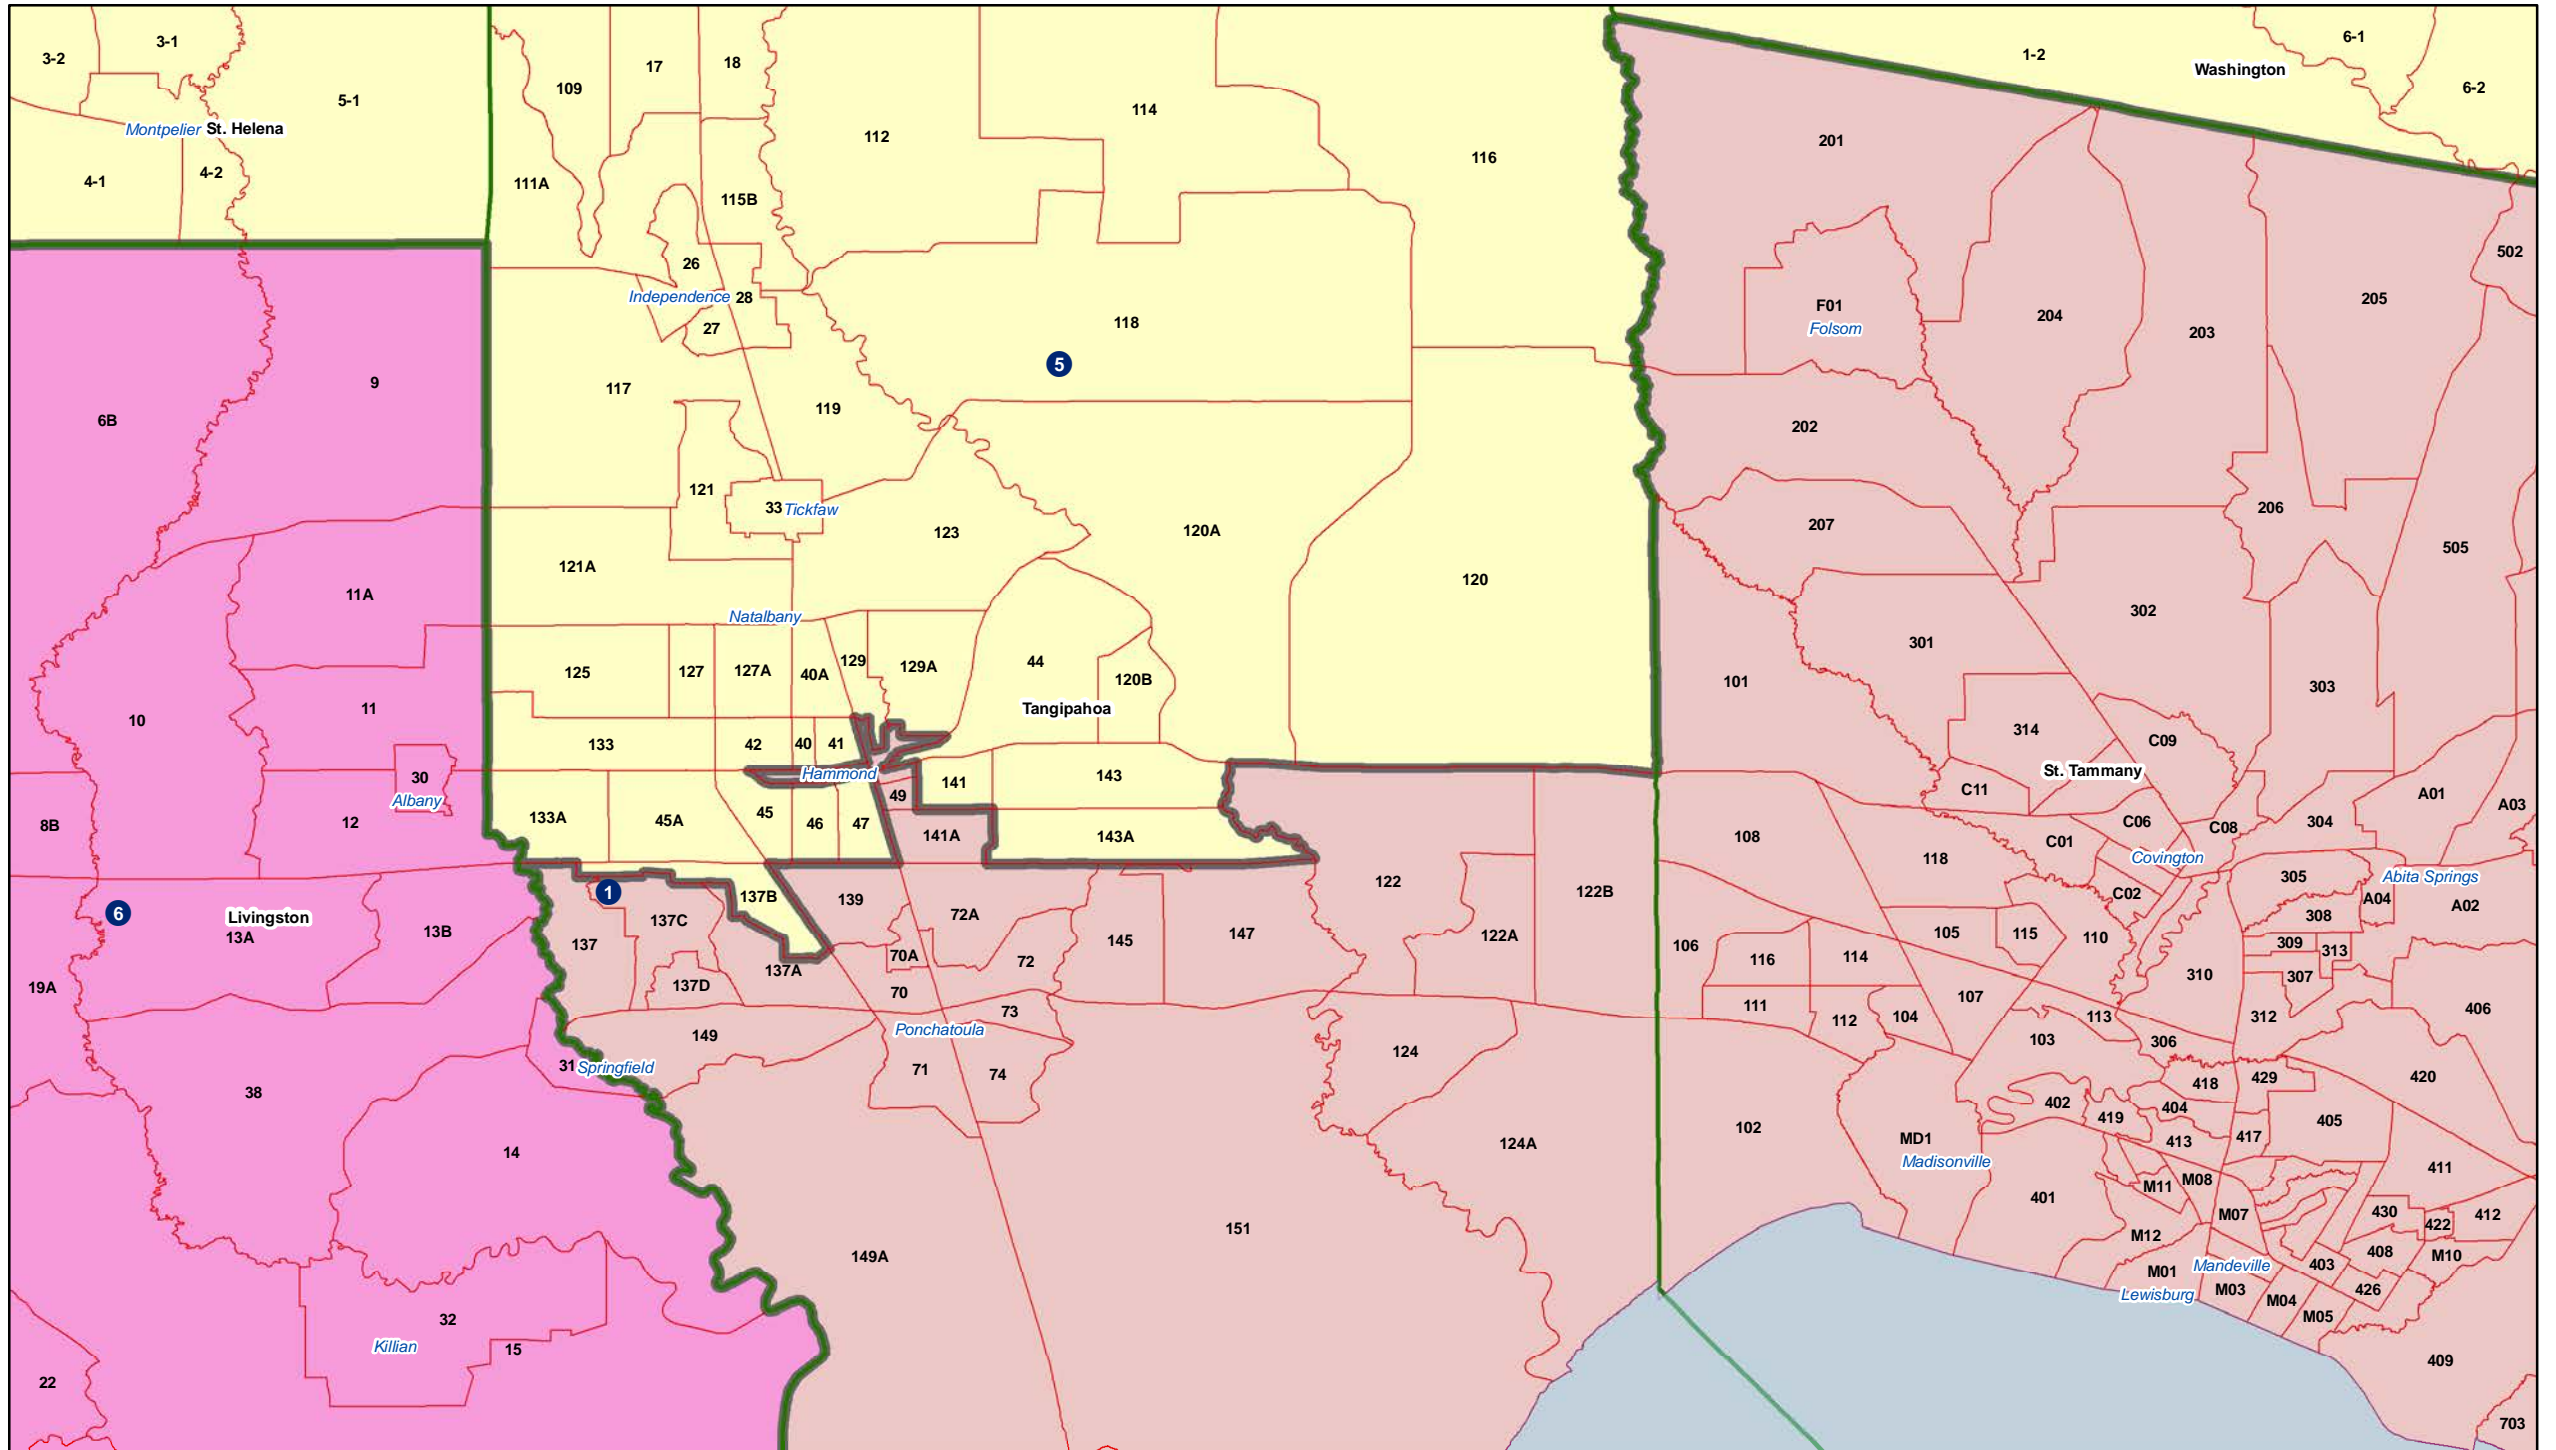 3-2
3-1
5-1
Montpelier St. Helena
4-1
4-2
109
17
18
111A
115B
112
114
116
1-2
Washington
6-1
6-2
201
502
26
Independence 28
27
118
5
F01
Folsom
204
203
205
9
6B
117
119
202
121
33 Tickfaw
123
120A
207
206
505
11A
121A
120
Natalbany
302
301
303
101
10
11
125
127
127A
40A
129
129A
44
120B
Tangipahoa
133
42
40
41
314
C09
30
Albany
Hammond
141
143
St. Tammany
C11
A01
A03
8B
12
133A
45A
45
46
47
49
141A
143A
108
118
C01
C06
C08
304
Covington
6
Livingston
13A
13B
1
137
137C
137B
139
72A
122
122B
C02
305
Abita Springs
A04
A02
308
19A
137A
137D
70A
70
72
145
147
122A
106
116
114
105
115
110
309
313
310
307
73
111
112
104
107
113
312
406
38
31 Springfield
149
Ponchatoula
71
74
124
103
306
418
429
420
14
124A
102
402
419
404
413
417
405
MD1
Madisonville
401
M11
M08
411
M07
430
422
412
149A
151
M12
408
M10
Mandeville
403
M01
Lewisburg
M03
M04
M05
426
32
Killian
15
22
409
703